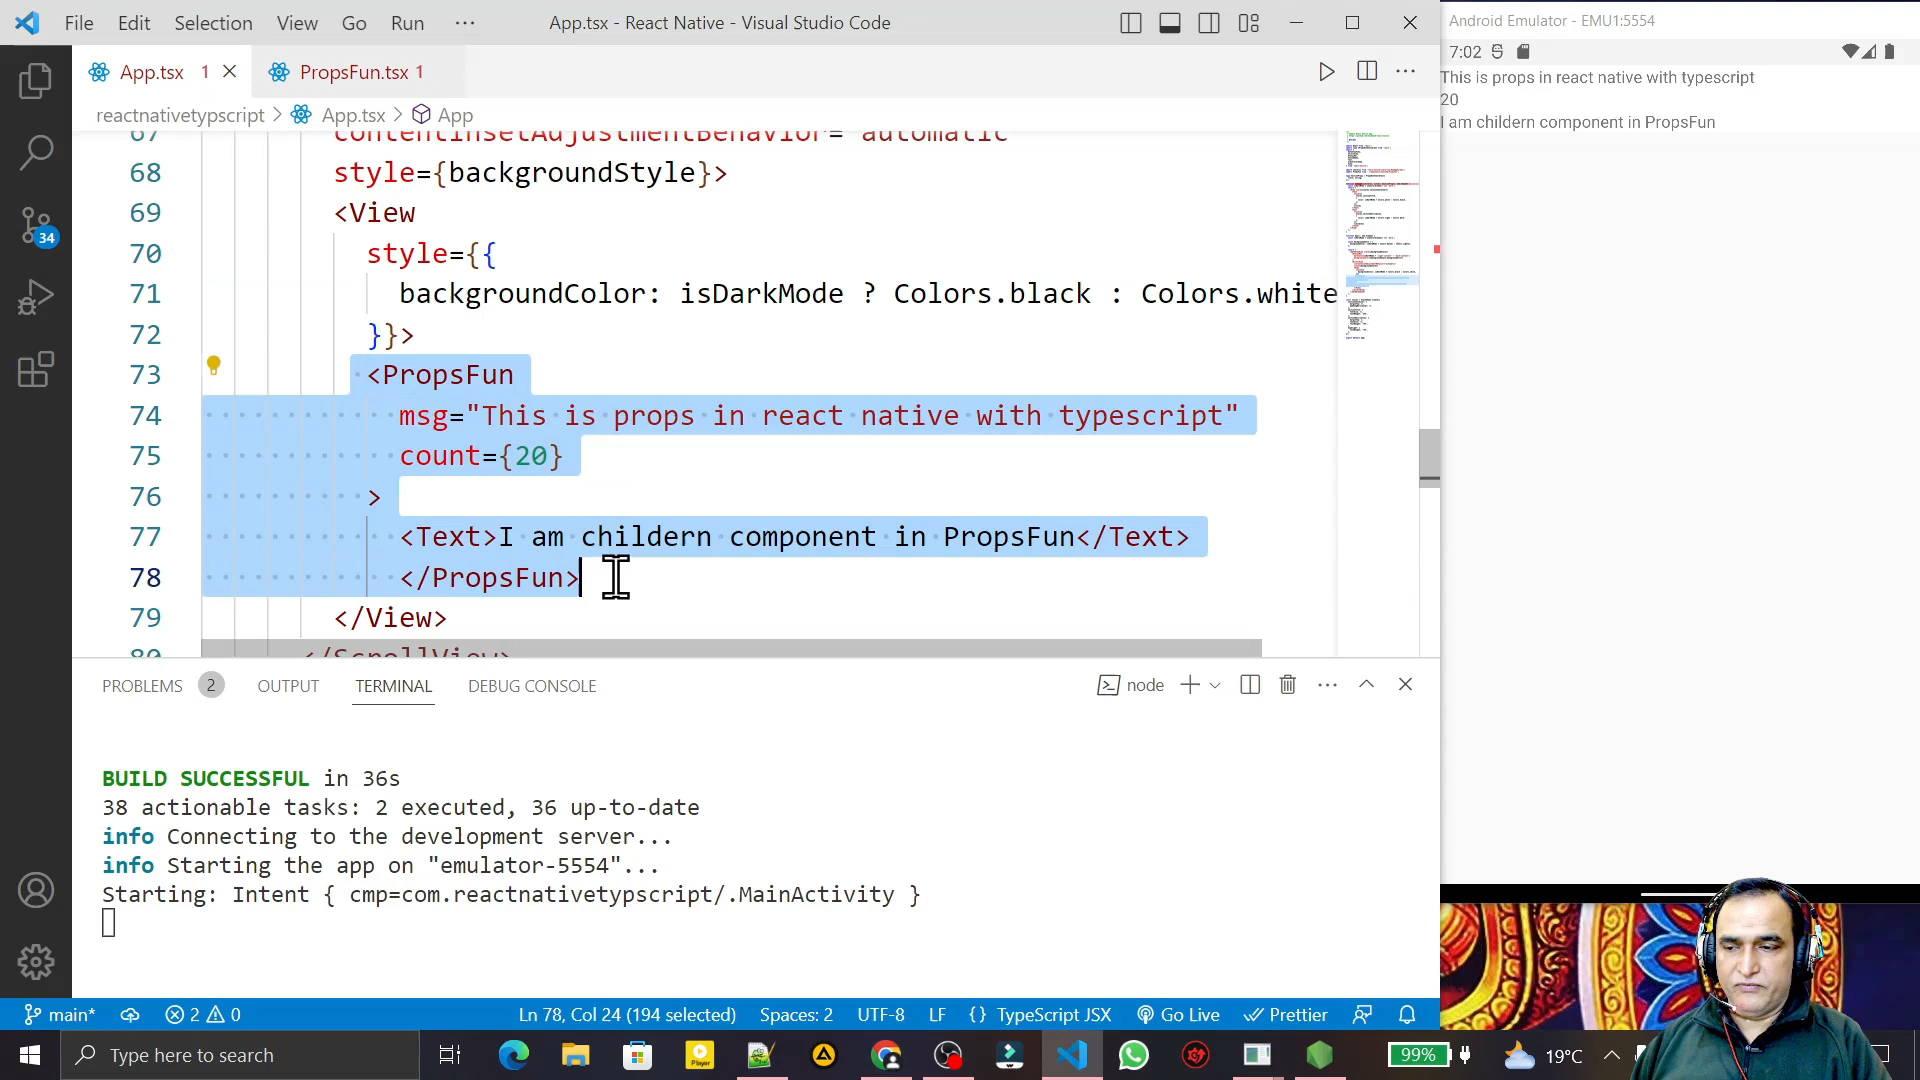 File Edit Selection View Go Run ··· App.tsx - React Native - Visual Studio Code
App.tsx 1 PropsFun.tsx 1
reactnativetypscript > App.tsx > App
67 contentInsetAdjustmentBehavior="automatic"
68 style={backgroundStyle}>
69 <View
70 style={{
71 backgroundColor: isDarkMode ? Colors.black : Colors.white
72 }}>
73 <PropsFun
74 msg="This is props in react native with typescript"
75 count={20}
76 >
77 <Text>I am childern component in PropsFun</Text>
78 </PropsFun>
79 </View>
80 </ScrollView>
PROBLEMS 2 OUTPUT TERMINAL DEBUG CONSOLE node
BUILD SUCCESSFUL in 36s
38 actionable tasks: 2 executed, 36 up-to-date
info Connecting to the development server...
info Starting the app on "emulator-5554"...
Starting: Intent { cmp=com.reactnativetypscript/.MainActivity }
34
main* 2 0 Ln 78, Col 24 (194 selected) Spaces: 2 UTF-8 LF {} TypeScript JSX Go Live Prettier
Type here to search
Player
99% 19°C
Android Emulator - EMU1:5554
7:02
This is props in react native with typescript
20
I am childern component in PropsFun